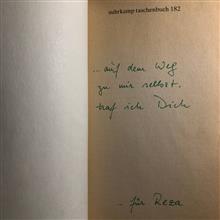 suhrkamp taschenbuch 182
...auf dem Weg
zu mir selbst,
traf ich Dich
- für Reza